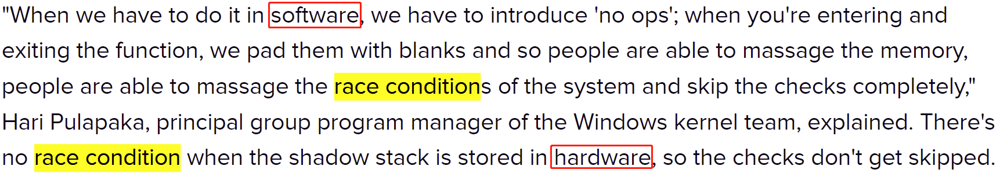 "When we have to do it in software, we have to introduce 'no ops'; when you're entering and
exiting the function, we pad them with blanks and so people are able to massage the memory,
people are able to massage the race conditions of the system and skip the checks completely,"
Hari Pulapaka, principal group program manager of the Windows kernel team, explained. There's
no race condition when the shadow stack is stored in hardware, so the checks don't get skipped.